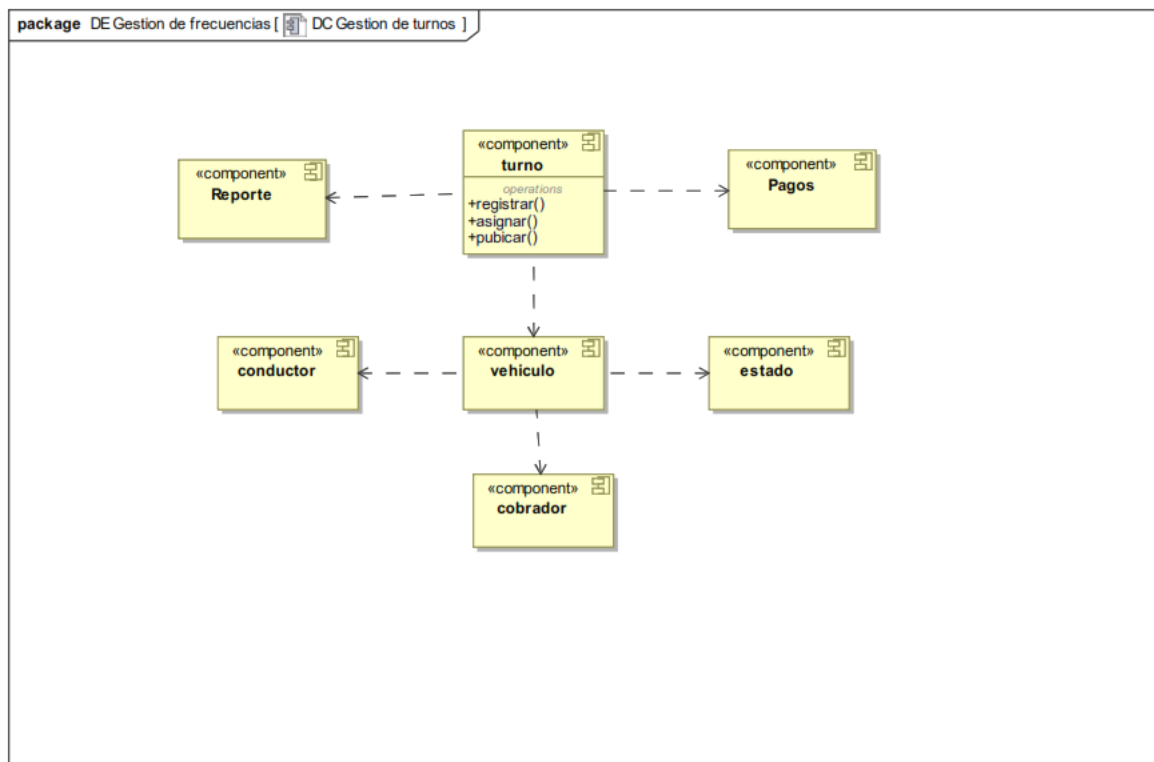 package DE Gestion de frecuencias [ DC Gestion de turnos ]
«component»
turno
operations
+registrar()
+asignar()
+pubicar()
«component»
Reporte
«component»
Pagos
«component»
conductor
«component»
vehiculo
«component»
estado
«component»
cobrador